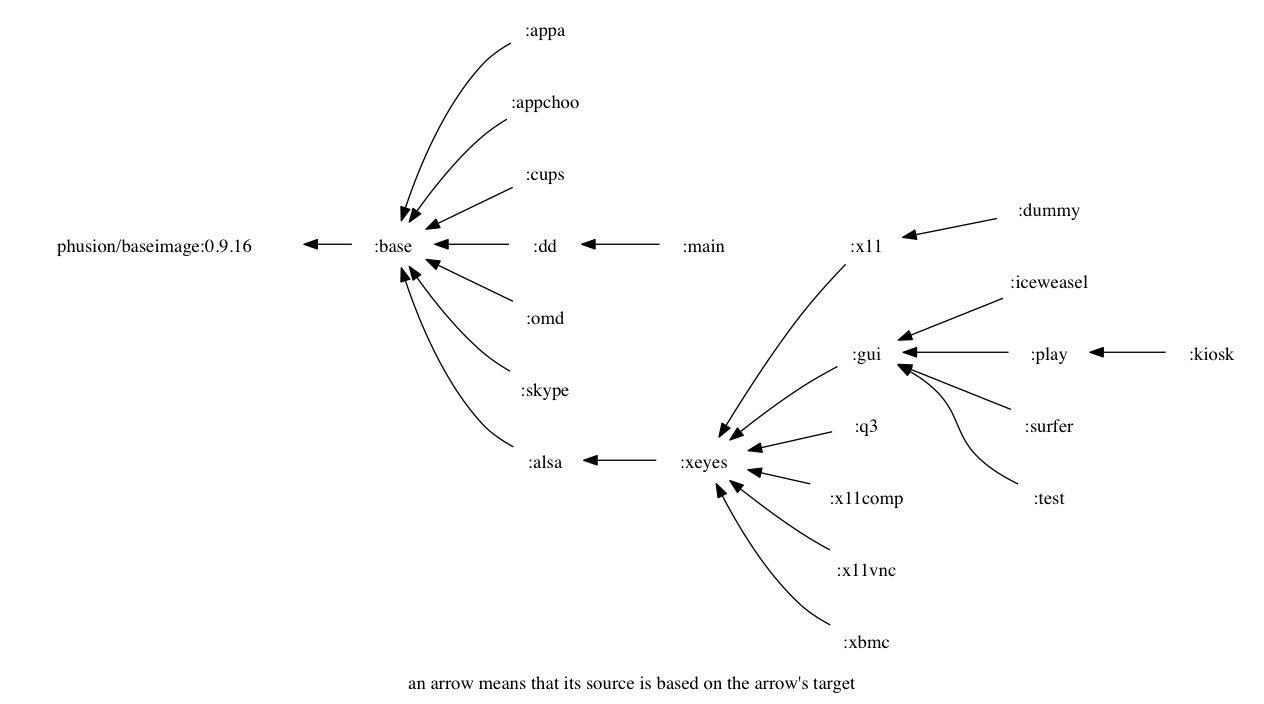 :appa
:appchoo
:cups
:dummy
phusion/baseimage:0.9.16
:base
:dd
:main
:x11
:iceweasel
:omd
:gui
:play
:kiosk
:skype
:q3
:surfer
:alsa
:xeyes
:x11comp
:test
:x11vnc
:xbmc
an arrow means that its source is based on the arrow's target